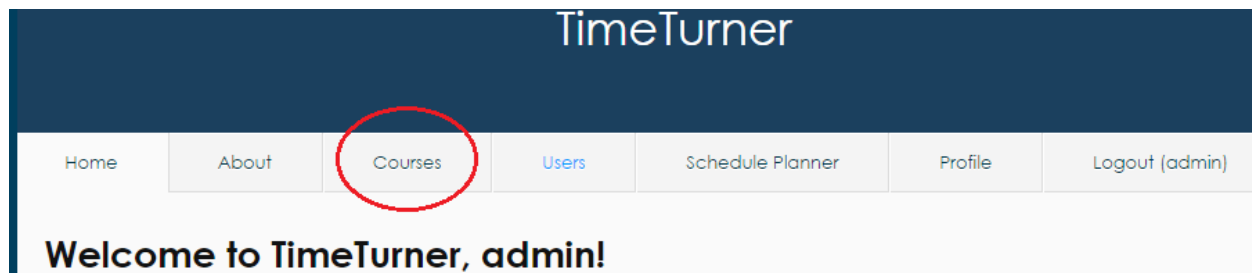 TimeTurner
Home About Courses Users Schedule Planner Profile Logout (admin)
Welcome to TimeTurner, admin!